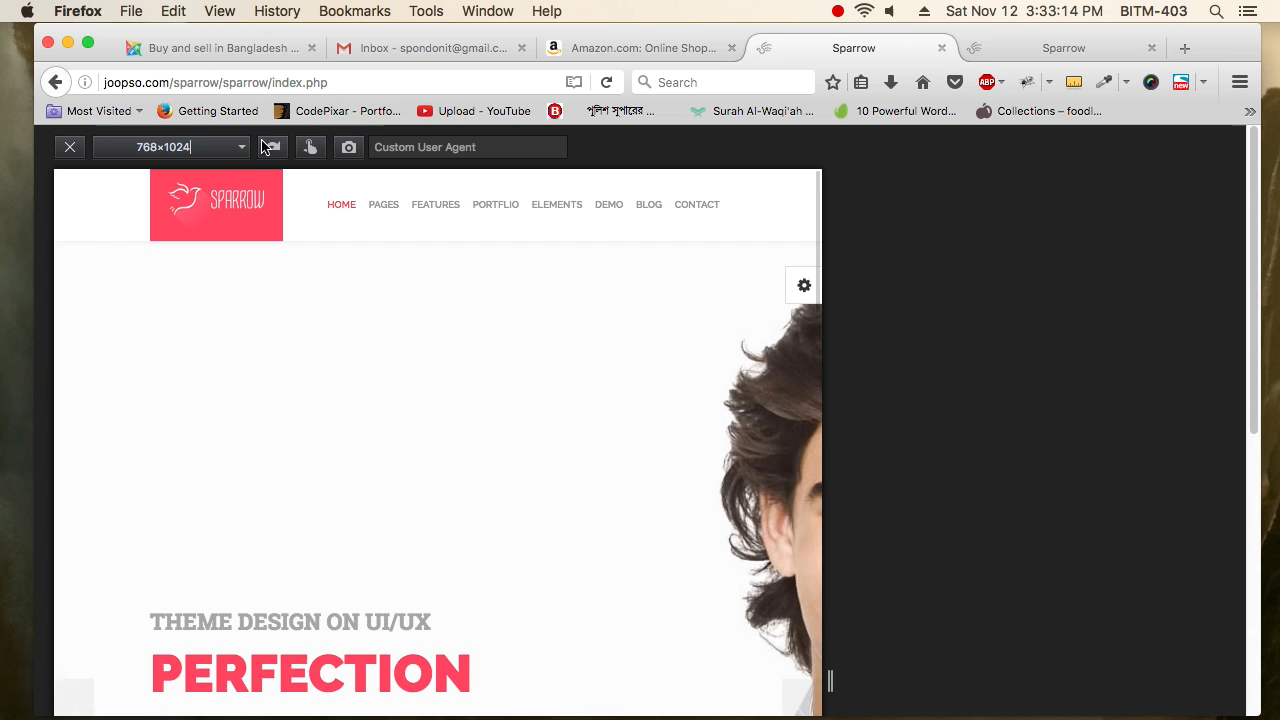 Firefox File Edit View History Bookmarks Tools Window Help Sat Nov 12 3:33:14 PM BITM-403
Buy and sell in Bangladesh ... Inbox - spondonit@gmail.c... Amazon.com: Online Shop... Sparrow Sparrow
joopso.com/sparrow/sparrow/index.php Search ABP new
Most Visited Getting Started CodePixar - Portfo... Upload - YouTube B পুলিশ সুপারের ... Surah Al-Waqi'ah ... 10 Powerful Word... Collections – foodl...
768×1024 Custom User Agent
SPARROW HOME PAGES FEATURES PORTFLIO ELEMENTS DEMO BLOG CONTACT
THEME DESIGN ON UI/UX
PERFECTION